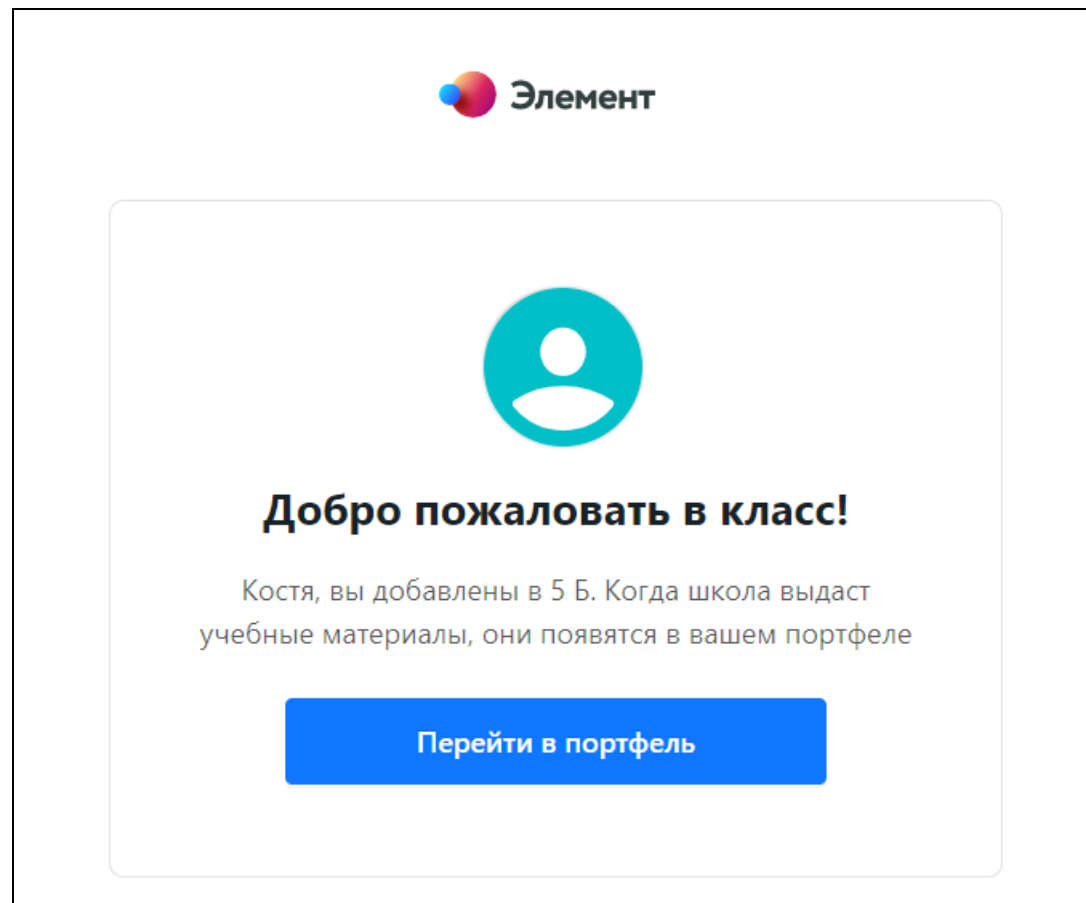 Элемент
Добро пожаловать в класс!
Костя, вы добавлены в 5 Б. Когда школа выдаст
учебные материалы, они появятся в вашем портфеле
Перейти в портфель